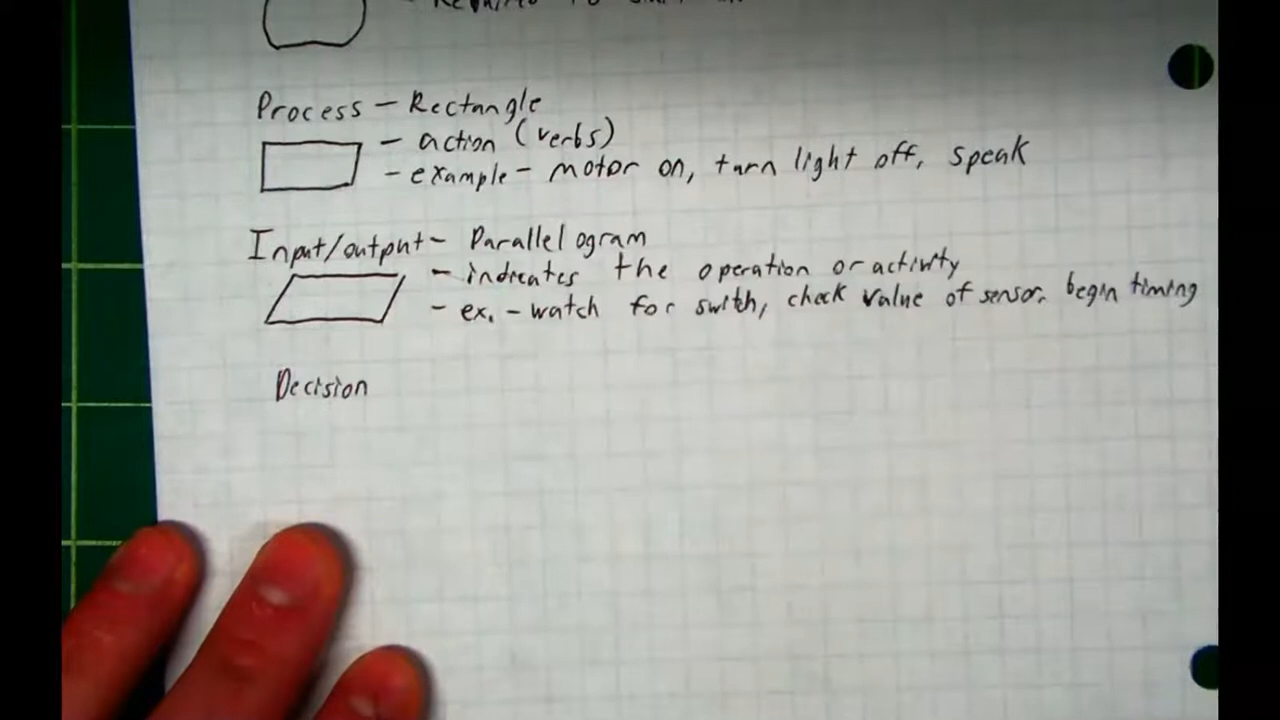 Process - Rectangle
- action (verbs)
- example - motor on, turn light off, speak
Input/output - Parallelogram
- indicates the operation or activity
- ex. - watch for swith, check value of sensor, begin timing
Decision